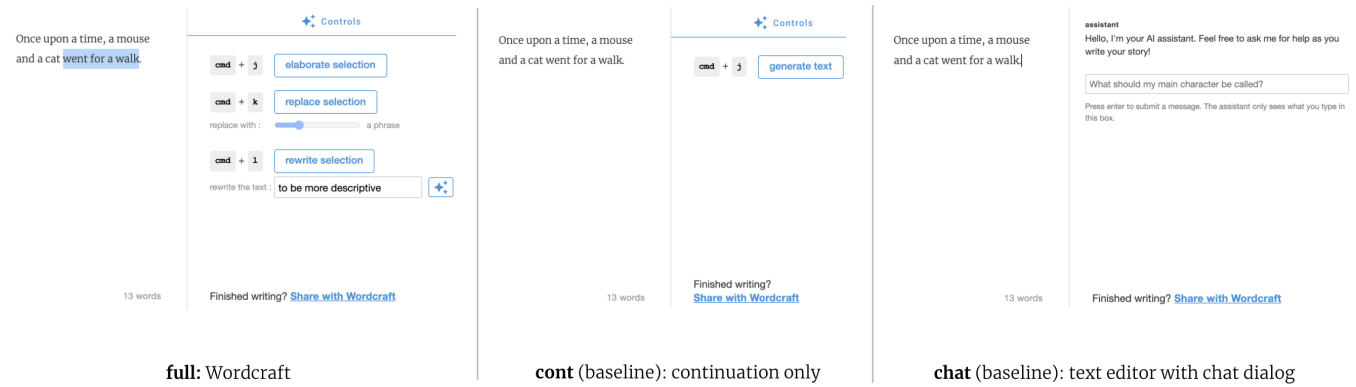 Once upon a time, a mouse
and a cat went for a walk.
13 words
Controls
cmd + j elaborate selection
cmd + k replace selection
replace with : a phrase
cmd + l rewrite selection
rewrite the text : to be more descriptive
Finished writing? Share with Wordcraft
full: Wordcraft
Once upon a time, a mouse
and a cat went for a walk.
13 words
Controls
cmd + j generate text
Finished writing?
Share with Wordcraft
cont (baseline): continuation only
Once upon a time, a mouse
and a cat went for a walk.
13 words
assistant
Hello, I'm your AI assistant. Feel free to ask me for help as you
write your story!
What should my main character be called?
Press enter to submit a message. The assistant only sees what you type in
this box.
Finished writing? Share with Wordcraft
chat (baseline): text editor with chat dialog